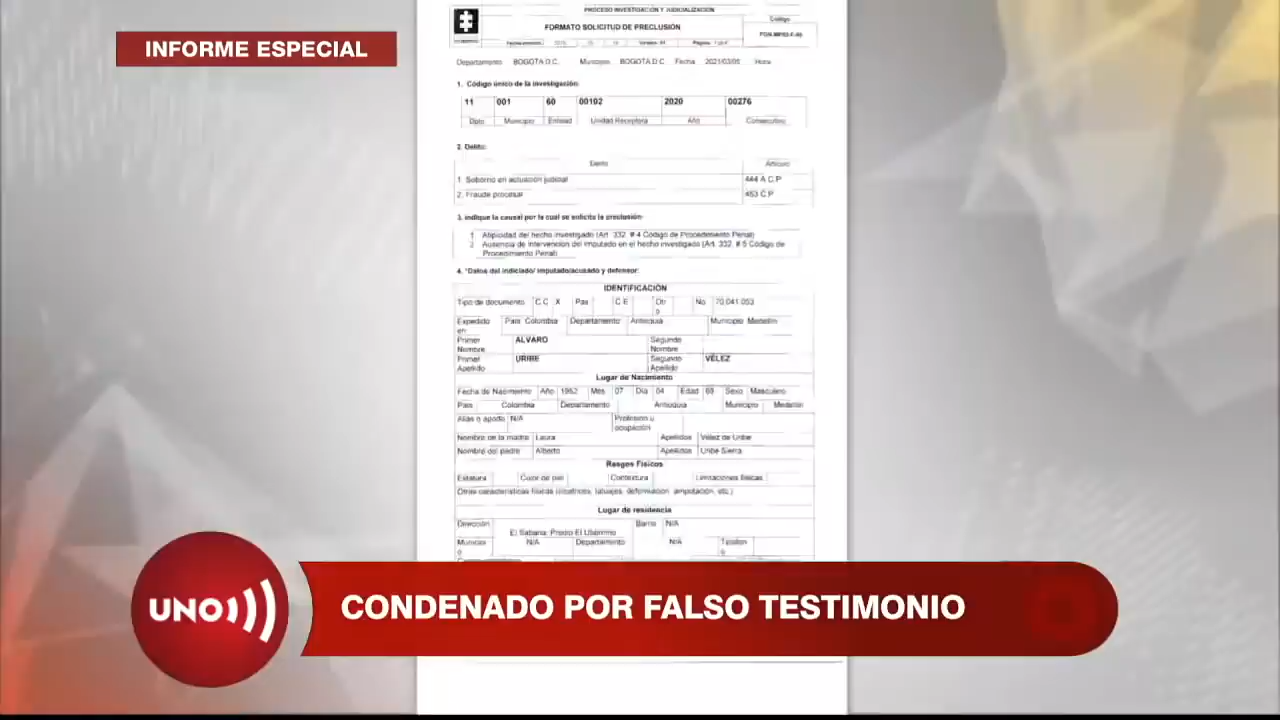 INFORME ESPECIAL
PROCESO INVESTIGACIÓN Y JUDICIALIZACIÓN
FORMATO SOLICITUD DE PRECLUSIÓN
Código
Departamento BOGOTA D.C. Municipio BOGOTA D.C Fecha 2021/03/05 Hora
1. Código único de la investigación:
11 001 60 00102 2020 00276
Dpto Municipio Entidad Unidad Receptora Año Consecutivo
2. Delito:
Delito Artículo
1. Soborno en actuación judicial 444 A C.P
2. Fraude procesal 453 C.P
3. Indique la causal por la cual se solicita la preclusión:
1 Atipicidad del hecho investigado (Art. 332. # 4 Código de Procedimiento Penal)
2 Ausencia de intervención del imputado en el hecho investigado (Art. 332. # 5 Código de
Procedimiento Penal)
4. *Datos del indiciado/ imputado/acusado y defensor:
IDENTIFICACIÓN
Tipo de documento C.C X Pas C.E Otr No 70.041.053
o
Expedido País Colombia Departamento Antioquia Municipio Medellín
en
Primer ALVARO Segundo
Nombre Nombre
Primer URIBE Segundo VÉLEZ
Apellido Apellido
Lugar de Nacimiento
Fecha de Nacimiento Año 1952 Mes 07 Día 04 Edad 68 Sexo Masculino
País Colombia Departamento Antioquia Municipio Medellín
Alias o apodo N/A Profesión u
ocupación
Nombre de la madre Laura Apellidos Vélez de Uribe
Nombre del padre Alberto Apellidos Uribe Sierra
Rasgos Físicos
Estatura Color de piel Contextura Limitaciones físicas
Otras características físicas (cicatrices, tatuajes, deformación, amputación, etc.)
Lugar de residencia
Dirección Barrio N/A
El Sabana. Predio El Ubérrimo
Municipi N/A Departamento N/A Teléfon
o o
UNO
CONDENADO POR FALSO TESTIMONIO